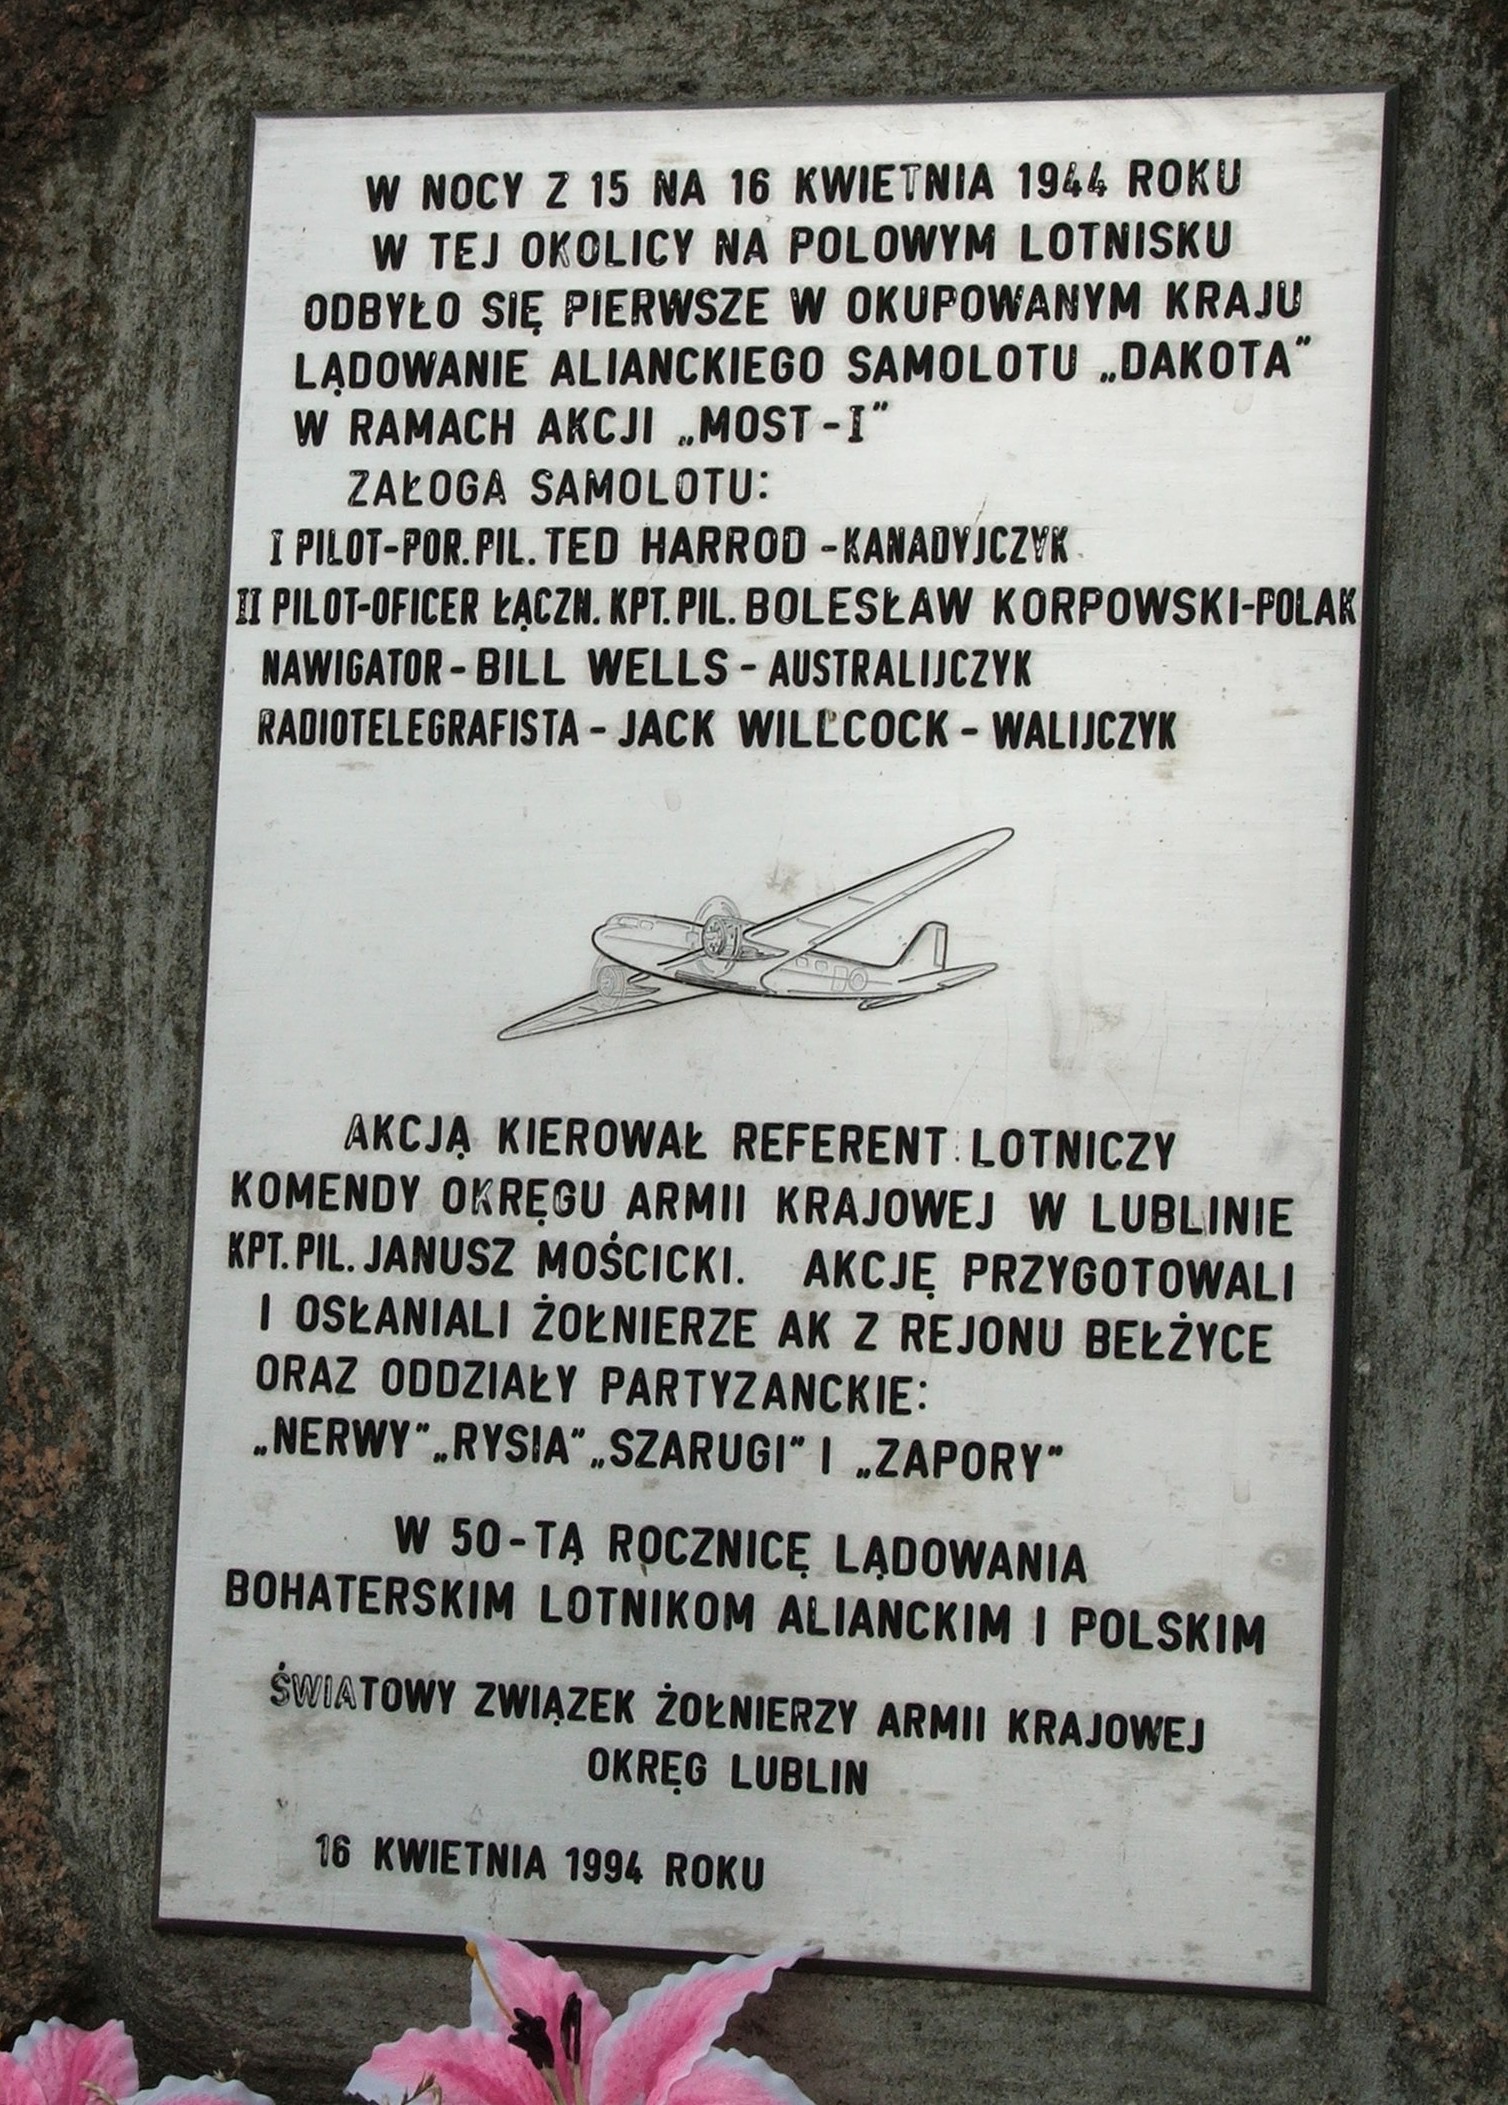 W NOCY Z 15 NA 16 KWIETNIA 1944 ROKU
W TEJ OKOLICY NA POLOWYM LOTNISKU
ODBYŁO SIĘ PIERWSZE W OKUPOWANYM KRAJU
LĄDOWANIE ALIANCKIEGO SAMOLOTU „DAKOTA”
W RAMACH AKCJI „MOST-I”
ZAŁOGA SAMOLOTU:
I PILOT-POR.PIL. TED HARROD -KANADYJCZYK
II PILOT-OFICER ŁĄCZN. KPT. PIL. BOLESŁAW KORPOWSKI-POLAK
NAWIGATOR - BILL WELLS - AUSTRALIJCZYK
RADIOTELEGRAFISTA - JACK WILLCOCK - WALIJCZYK
AKCJĄ KIEROWAŁ REFERENT LOTNICZY
KOMENDY OKRĘGU ARMII KRAJOWEJ W LUBLINIE
KPT. PIL. JANUSZ MOŚCICKI. AKCJĘ PRZYGOTOWALI
I OSŁANIALI ŻOŁNIERZE AK Z REJONU BEŁŻYCE
ORAZ ODDZIAŁY PARTYZANCKIE:
„NERWY” „RYSIA” „SZARUGI” I „ZAPORY”
W 50-TĄ ROCZNICĘ LĄDOWANIA
BOHATERSKIM LOTNIKOM ALIANCKIM I POLSKIM
ŚWIATOWY ZWIĄZEK ŻOŁNIERZY ARMII KRAJOWEJ
OKRĘG LUBLIN
16 KWIETNIA 1994 ROKU